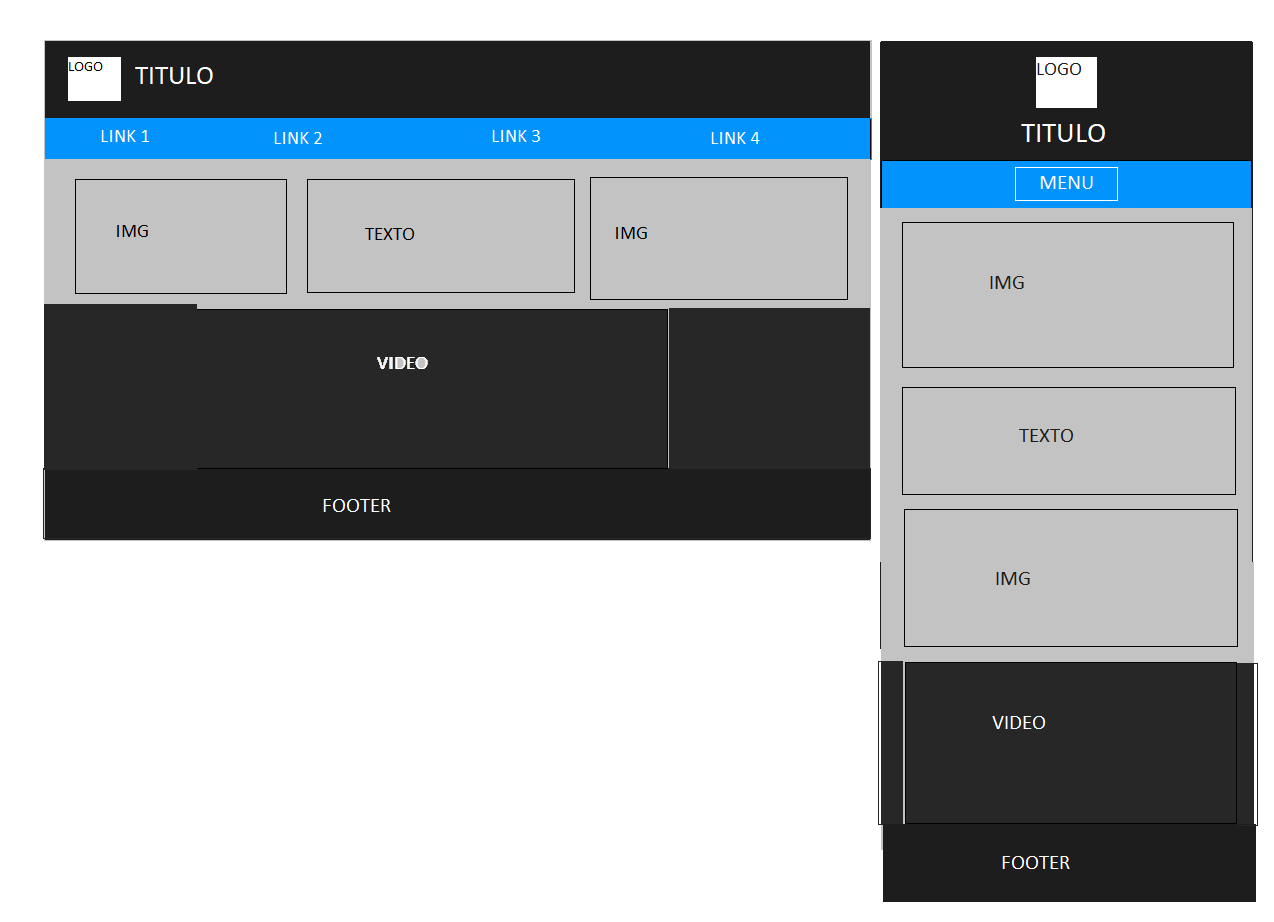 LOGO
TITULO
LINK 1
LINK 2
LINK 3
LINK 4
IMG
TEXTO
IMG
VIDEO
FOOTER
LOGO
TITULO
MENU
IMG
TEXTO
IMG
VIDEO
FOOTER